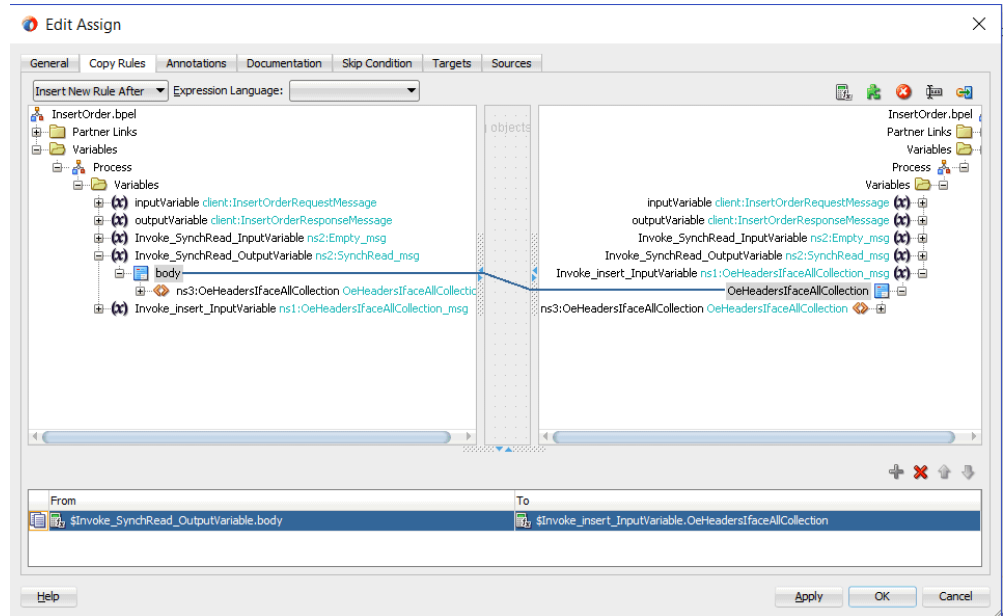 Edit Assign
General Copy Rules Annotations Documentation Skip Condition Targets Sources
Insert New Rule After Expression Language:
InsertOrder.bpel
Partner Links
Variables
Process
Variables
(x) inputVariable client:InsertOrderRequestMessage
(x) outputVariable client:InsertOrderResponseMessage
(x) Invoke_SynchRead_InputVariable ns2:Empty_msg
(x) Invoke_SynchRead_OutputVariable ns2:SynchRead_msg
body
ns3:OeHeadersIfaceAllCollection OeHeadersIfaceAllCollectic
(x) Invoke_insert_InputVariable ns1:OeHeadersIfaceAllCollection_msg
objects
InsertOrder.bpel
Partner Links
Variables
Process
Variables
inputVariable client:InsertOrderRequestMessage (x)
outputVariable client:InsertOrderResponseMessage (x)
Invoke_SynchRead_InputVariable ns2:Empty_msg (x)
Invoke_SynchRead_OutputVariable ns2:SynchRead_msg (x)
Invoke_insert_InputVariable ns1:OeHeadersIfaceAllCollection_msg (x)
OeHeadersIfaceAllCollection
ns3:OeHeadersIfaceAllCollection OeHeadersIfaceAllCollection
From To
$Invoke_SynchRead_OutputVariable.body $Invoke_insert_InputVariable.OeHeadersIfaceAllCollection
Help Apply OK Cancel